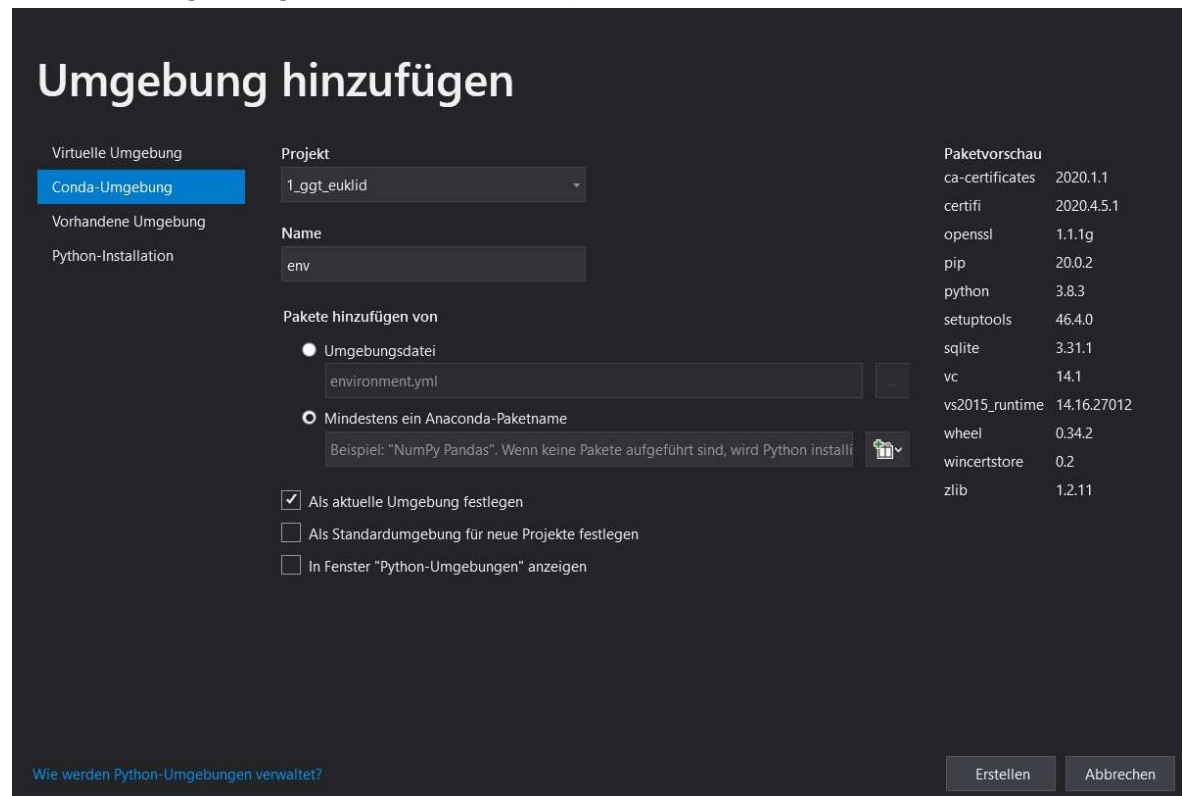 Umgebung hinzufügen
Virtuelle Umgebung
Conda-Umgebung
Vorhandene Umgebung
Python-Installation
Projekt
1_ggt_euklid
Name
env
Pakete hinzufügen von
Umgebungsdatei
environment.yml
...
Mindestens ein Anaconda-Paketname
Beispiel: "NumPy Pandas". Wenn keine Pakete aufgeführt sind, wird Python installi
Als aktuelle Umgebung festlegen
Als Standardumgebung für neue Projekte festlegen
In Fenster "Python-Umgebungen" anzeigen
Paketvorschau
ca-certificates 2020.1.1
certifi 2020.4.5.1
openssl 1.1.1g
pip 20.0.2
python 3.8.3
setuptools 46.4.0
sqlite 3.31.1
vc 14.1
vs2015_runtime 14.16.27012
wheel 0.34.2
wincertstore 0.2
zlib 1.2.11
Wie werden Python-Umgebungen verwaltet?
Erstellen
Abbrechen